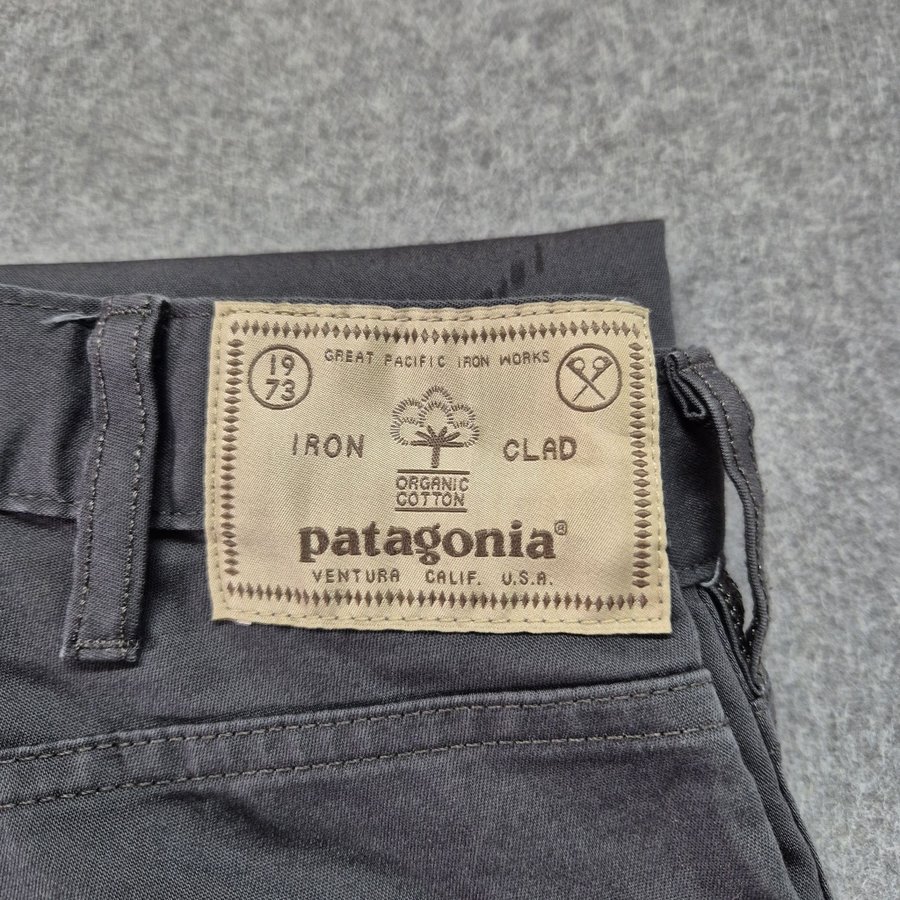 GREAT PACIFIC IRON WORKS
19
73
IRON CLAD
ORGANIC
COTTON
patagonia®
VENTURA CALIF. U.S.A.